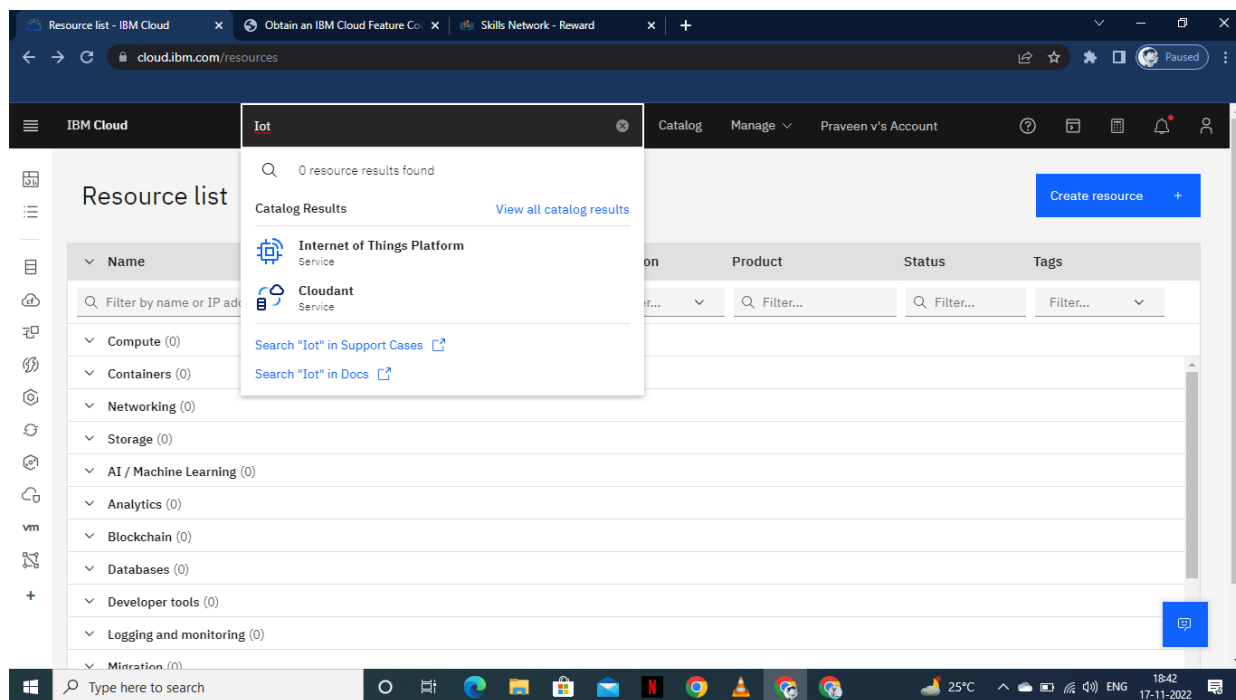 Resource list - IBM Cloud
Obtain an IBM Cloud Feature Co
Skills Network - Reward
cloud.ibm.com/resources
Paused
IBM Cloud
Iot
Catalog
Manage
Praveen v's Account
0 resource results found
Resource list
Create resource +
Catalog Results
View all catalog results
Internet of Things Platform
Service
Name
on
Product
Status
Tags
Cloudant
Service
Filter by name or IP add
r...
Filter...
Filter...
Filter...
Search "Iot" in Support Cases
Search "Iot" in Docs
Compute (0)
Containers (0)
Networking (0)
Storage (0)
AI / Machine Learning (0)
Analytics (0)
vm
Blockchain (0)
Databases (0)
Developer tools (0)
Logging and monitoring (0)
Migration (0)
Type here to search
25°C
ENG
18:42
17-11-2022